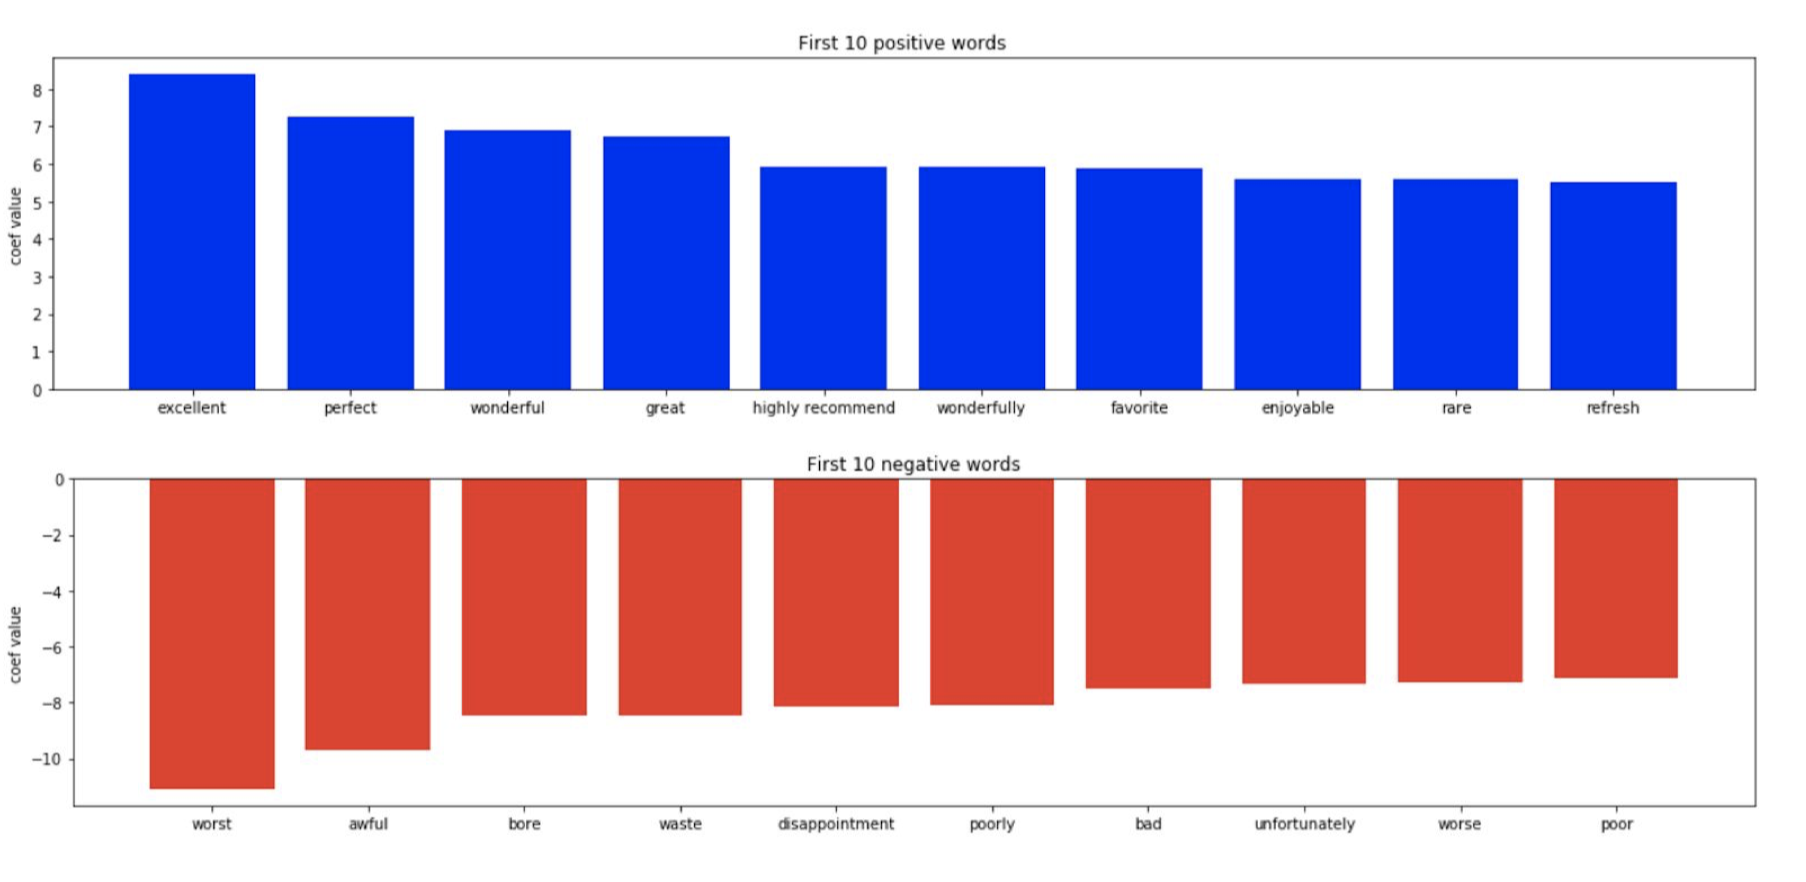 First 10 positive words
8
7
6
5
4
3
2
1
0
coef value
excellent perfect wonderful great highly recommend wonderfully favorite enjoyable rare refresh
First 10 negative words
0
−2
−4
−6
−8
−10
coef value
worst awful bore waste disappointment poorly bad unfortunately worse poor